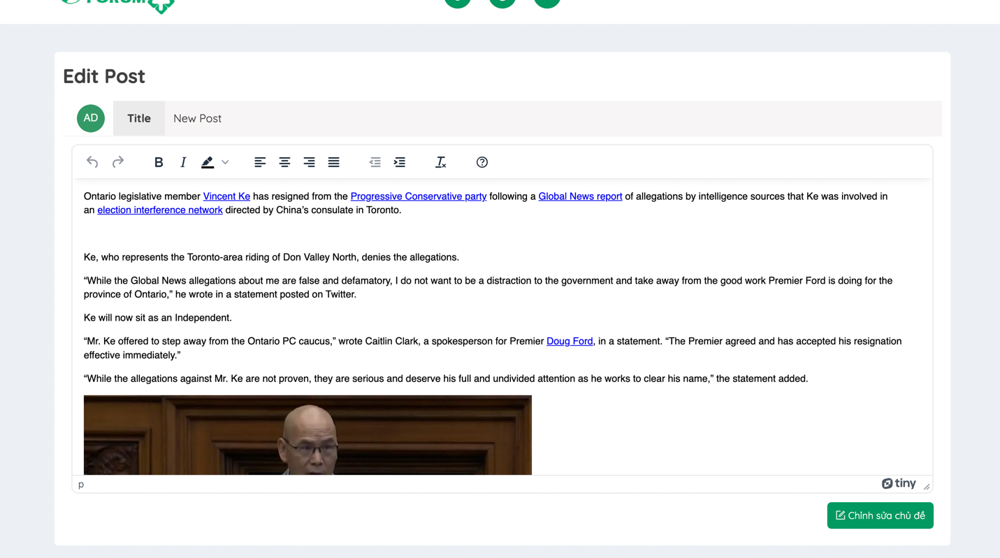 FORUM
Edit Post
AD
Title
New Post
B I
Ontario legislative member Vincent Ke has resigned from the Progressive Conservative party following a Global News report of allegations by intelligence sources that Ke was involved in
an election interference network directed by China’s consulate in Toronto.
Ke, who represents the Toronto-area riding of Don Valley North, denies the allegations.
“While the Global News allegations about me are false and defamatory, I do not want to be a distraction to the government and take away from the good work Premier Ford is doing for the
province of Ontario,” he wrote in a statement posted on Twitter.
Ke will now sit as an Independent.
“Mr. Ke offered to step away from the Ontario PC caucus,” wrote Caitlin Clark, a spokesperson for Premier Doug Ford, in a statement. “The Premier agreed and has accepted his resignation
effective immediately.”
“While the allegations against Mr. Ke are not proven, they are serious and deserve his full and undivided attention as he works to clear his name,” the statement added.
p
tiny
Chỉnh sửa chủ đề